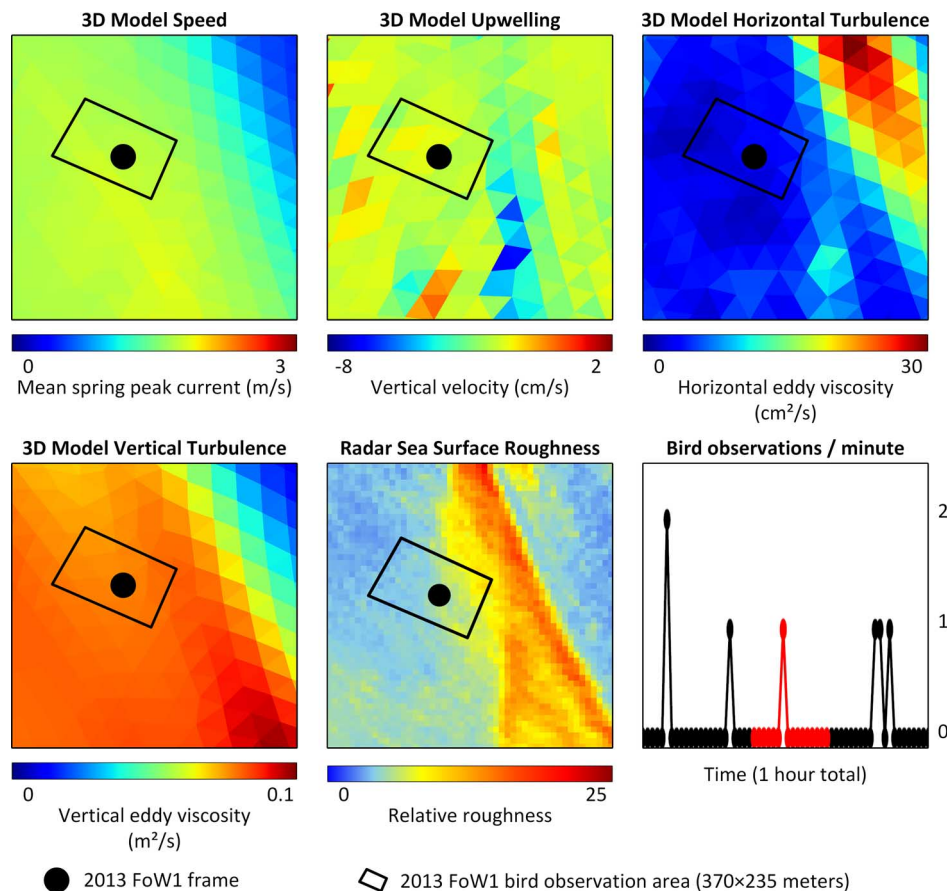 3D Model Speed
3D Model Upwelling
3D Model Horizontal Turbulence
0 3
Mean spring peak current (m/s)
-8 2
Vertical velocity (cm/s)
0 30
Horizontal eddy viscosity
(cm²/s)
3D Model Vertical Turbulence
Radar Sea Surface Roughness
Bird observations / minute
2
1
0
0 0.1
Vertical eddy viscosity
(m²/s)
0 25
Relative roughness
Time (1 hour total)
2013 FoW1 frame
2013 FoW1 bird observation area (370×235 meters)